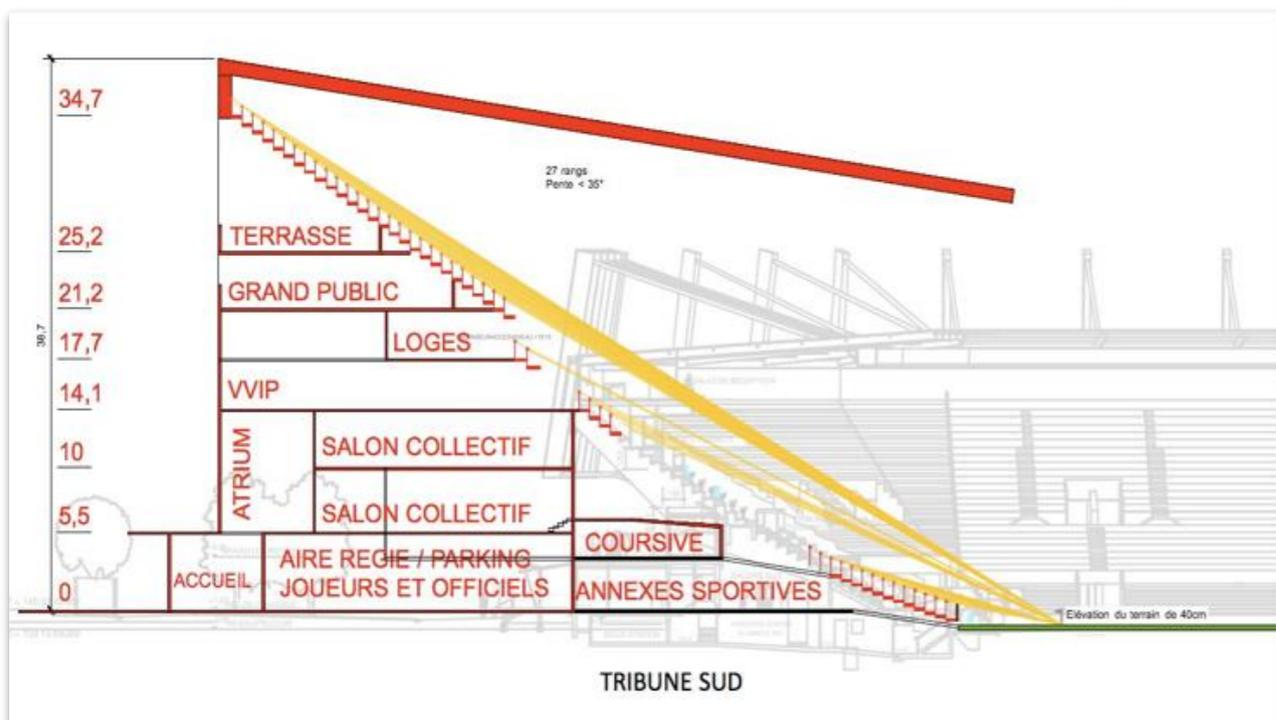 34,7
27 rangs
Pente < 35°
25,2
TERRASSE
21,2
GRAND PUBLIC
38,7
17,7
LOGES
14,1
VVIP
ATRIUM
10
SALON COLLECTIF
5,5
SALON COLLECTIF
COURSIVE
0
ACCUEIL
AIRE REGIE / PARKING
JOUEURS ET OFFICIELS
ANNEXES SPORTIVES
Elévation du terrain de 40cm
TRIBUNE SUD